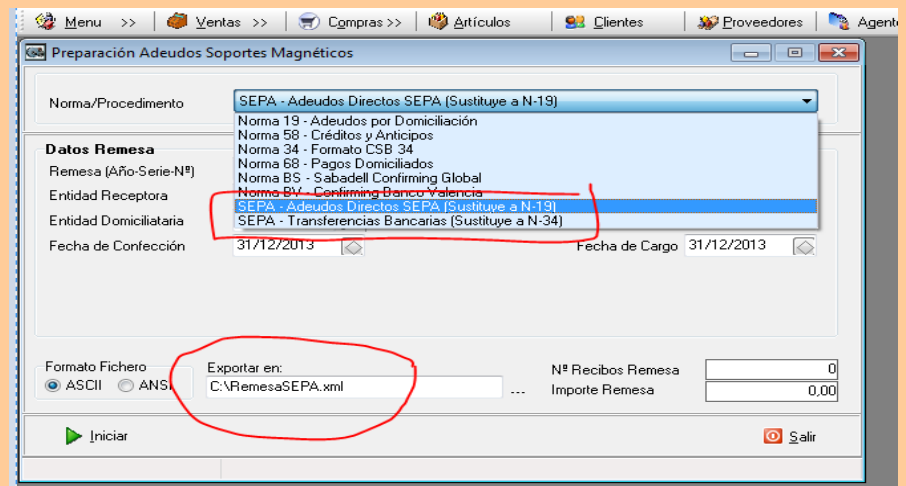 Menu >> Ventas >> Compras >> Artículos Clientes Proveedores Agente
Preparación Adeudos Soportes Magnéticos
Norma/Procedimento SEPA - Adeudos Directos SEPA (Sustituye a N-19)
Norma 19 - Adeudos por Domiciliación
Norma 58 - Créditos y Anticipos
Norma 34 - Formato CSB 34
Norma 68 - Pagos Domiciliados
Norma BS - Sabadell Confirming Global
Norma BV - Confirming Banco Valencia
SEPA - Adeudos Directos SEPA (Sustituye a N-19)
SEPA - Transferencias Bancarias (Sustituye a N-34)
Datos Remesa
Remesa (Año-Serie-Nº)
Entidad Receptora
Entidad Domiciliataria
Fecha de Confección 31/12/2013 Fecha de Cargo 31/12/2013
Formato Fichero Exportar en: Nº Recibos Remesa 0
ASCII ANSI C:\RemesaSEPA.xml ... Importe Remesa 0,00
Iniciar Salir